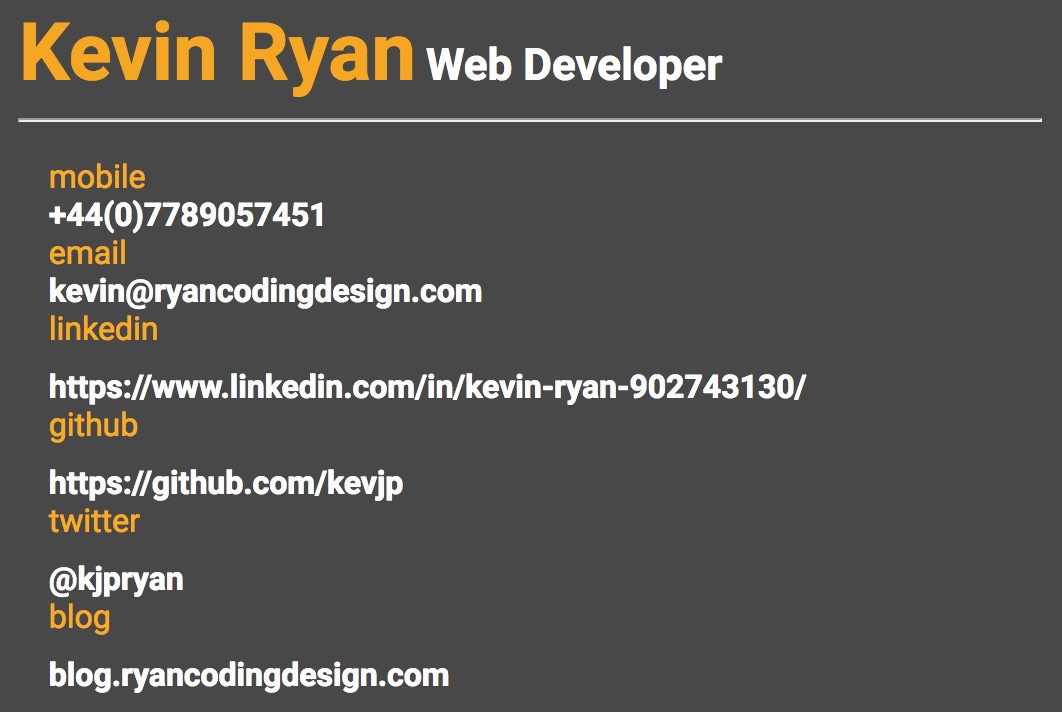 Kevin Ryan Web Developer
mobile
+44(0)7789057451
email
kevin@ryancodingdesign.com
linkedin
https://www.linkedin.com/in/kevin-ryan-902743130/
github
https://github.com/kevjp
twitter
@kjpryan
blog
blog.ryancodingdesign.com